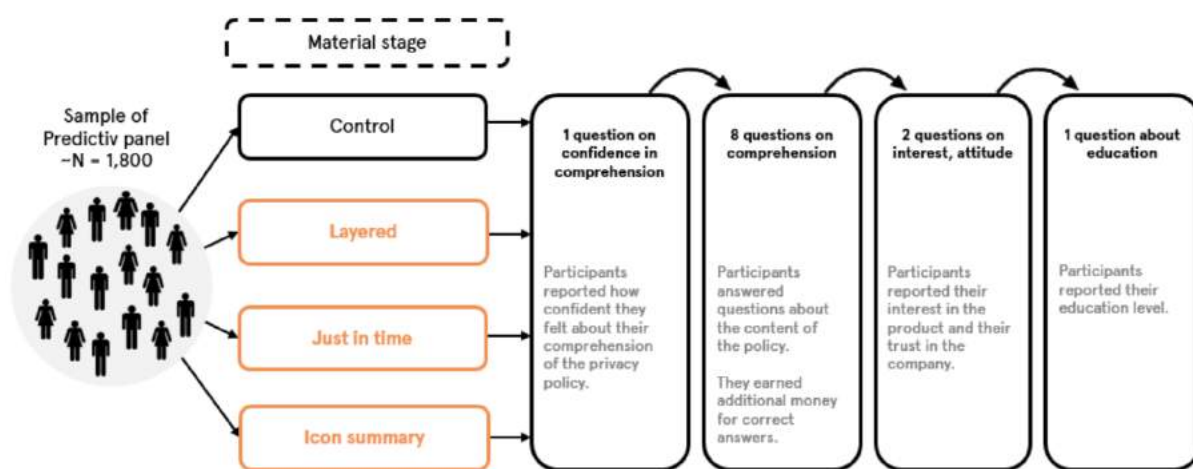 Material stage
Sample of
Predictiv panel
~N = 1,800
Control
Layered
Just in time
Icon summary
1 question on
confidence in
comprehension
Participants
reported how
confident they
felt about their
comprehension
of the privacy
policy.
8 questions on
comprehension
Participants
answered
questions about
the content of
the policy.
They earned
additional money
for correct
answers.
2 questions on
interest, attitude
Participants
reported their
interest in the
product and their
trust in the
company.
1 question about
education
Participants
reported their
education level.